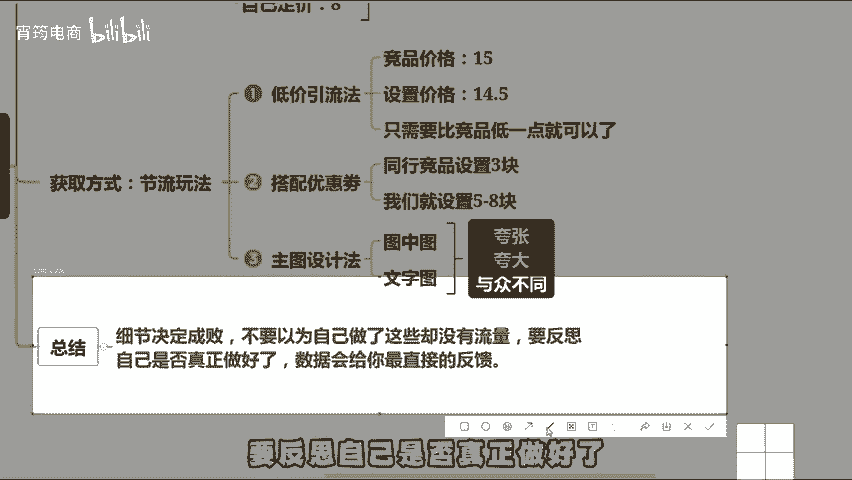 宵筠电商 bilibili
自己定价：8
竞品价格：15
① 低价引流法
设置价格：14.5
只需要比竞品低一点就可以了
同行竞品设置3块
获取方式：节流玩法
② 搭配优惠券
我们就设置5-8块
图中图
③ 主图设计法
文字图
夸张
夸大
与众不同
总结
细节决定成败，不要以为自己做了这些却没有流量，要反思
自己是否真正做好了，数据会给你最直接的反馈。
要反思自己是否真正做好了